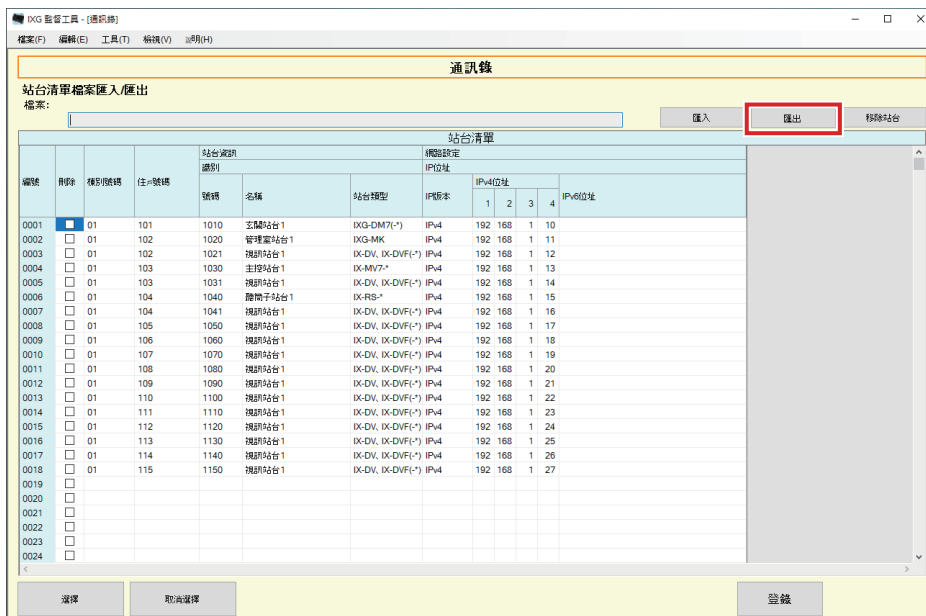 IXG 監督工具 - [通訊錄]
檔案(F) 編輯(E) 工具(T) 檢視(V) 說明(H)
通訊錄
站台清單檔案匯入/匯出
檔案:
匯入 匯出 移除站台
站台清單
編號 刪除 棟別號碼 住戶號碼 站台資訊 網路設定
識別 IP位址
號碼 名稱 站台類型 IP版本 IPv4位址 IPv6位址
1 2 3 4
0001 01 101 1010 玄關站台1 IXG-DM7(-*) IPv4 192 168 1 10
0002 01 102 1020 管理室站台1 IXG-MK IPv4 192 168 1 11
0003 01 102 1021 視訊站台1 IX-DV, IX-DVF(-*) IPv4 192 168 1 12
0004 01 103 1030 主控站台1 IX-MV7-* IPv4 192 168 1 13
0005 01 103 1031 視訊站台1 IX-DV, IX-DVF(-*) IPv4 192 168 1 14
0006 01 104 1040 聽筒子站台1 IX-RS-* IPv4 192 168 1 15
0007 01 104 1041 視訊站台1 IX-DV, IX-DVF(-*) IPv4 192 168 1 16
0008 01 105 1050 視訊站台1 IX-DV, IX-DVF(-*) IPv4 192 168 1 17
0009 01 106 1060 視訊站台1 IX-DV, IX-DVF(-*) IPv4 192 168 1 18
0010 01 107 1070 視訊站台1 IX-DV, IX-DVF(-*) IPv4 192 168 1 19
0011 01 108 1080 視訊站台1 IX-DV, IX-DVF(-*) IPv4 192 168 1 20
0012 01 109 1090 視訊站台1 IX-DV, IX-DVF(-*) IPv4 192 168 1 21
0013 01 110 1100 視訊站台1 IX-DV, IX-DVF(-*) IPv4 192 168 1 22
0014 01 111 1110 視訊站台1 IX-DV, IX-DVF(-*) IPv4 192 168 1 23
0015 01 112 1120 視訊站台1 IX-DV, IX-DVF(-*) IPv4 192 168 1 24
0016 01 113 1130 視訊站台1 IX-DV, IX-DVF(-*) IPv4 192 168 1 25
0017 01 114 1140 視訊站台1 IX-DV, IX-DVF(-*) IPv4 192 168 1 26
0018 01 115 1150 視訊站台1 IX-DV, IX-DVF(-*) IPv4 192 168 1 27
0019
0020
0021
0022
0023
0024
選擇 取消選擇 登錄